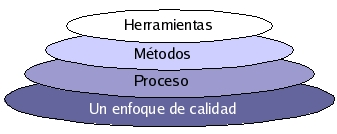 Herramientas
Métodos
Proceso
Un enfoque de calidad